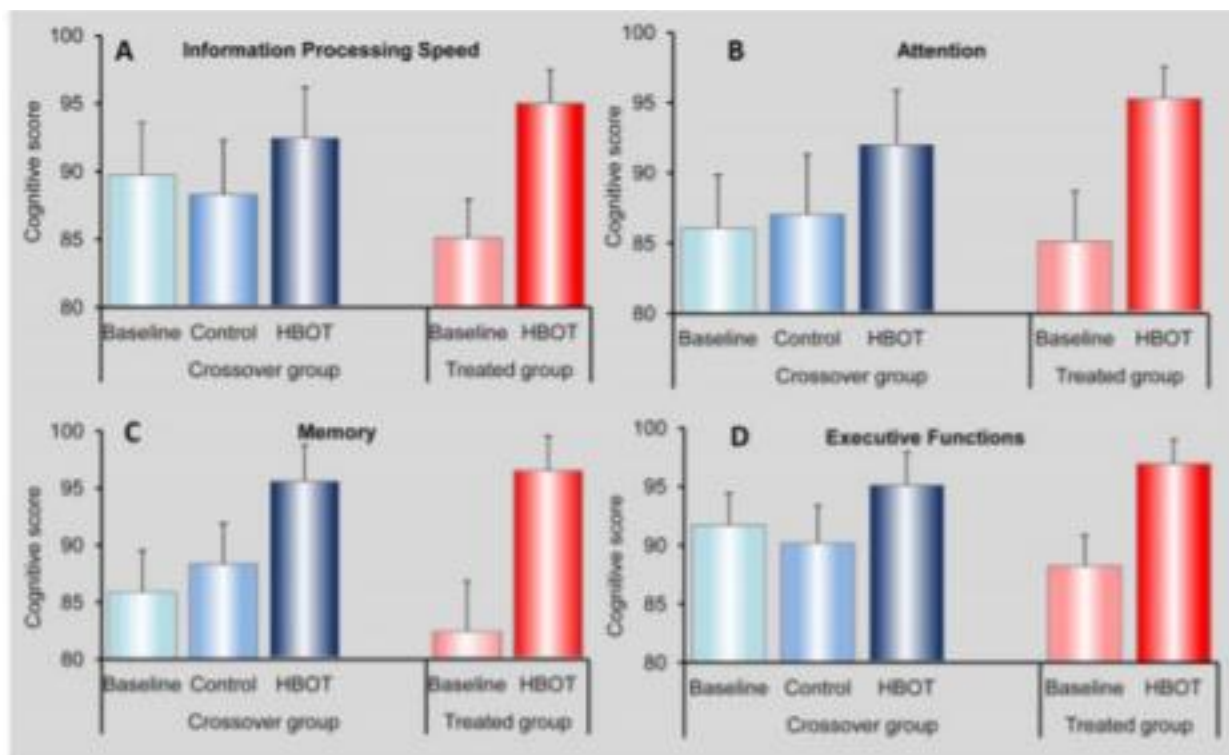 A Information Processing Speed
Cognitive score
100
95
90
85
80
Baseline Control HBOT Baseline HBOT
Crossover group Treated group
B Attention
Cognitive score
100
95
90
85
80
Baseline Control HBOT Baseline HBOT
Crossover group Treated group
C Memory
Cognitive score
100
95
90
85
80
Baseline Control HBOT Baseline HBOT
Crossover group Treated group
D Executive Functions
Cognitive score
100
95
90
85
80
Baseline Control HBOT Baseline HBOT
Crossover group Treated group